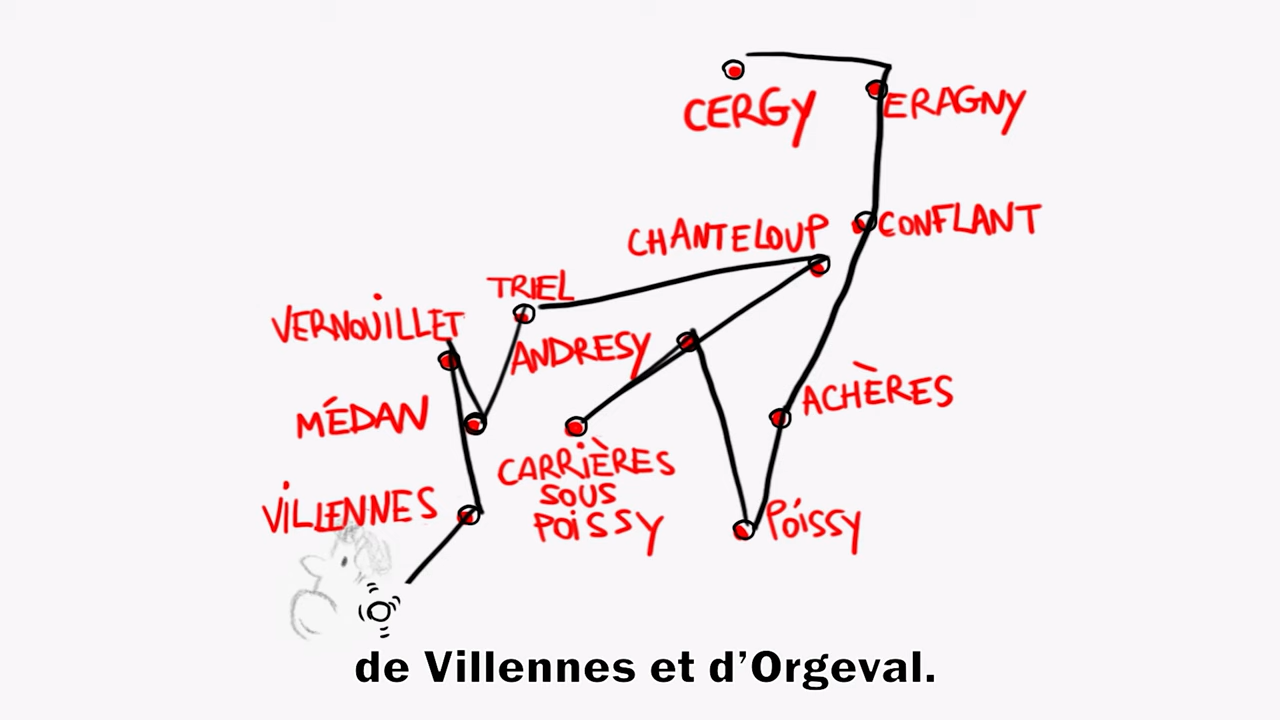 CERGY
ERAGNY
CHANTELOUP
CONFLANT
TRIEL
VERNOUILLET
ANDRESY
ACHÈRES
MÉDAN
CARRIÈRES
SOUS
POISSY
VILLENNES
POISSY
de Villennes et d’Orgeval.